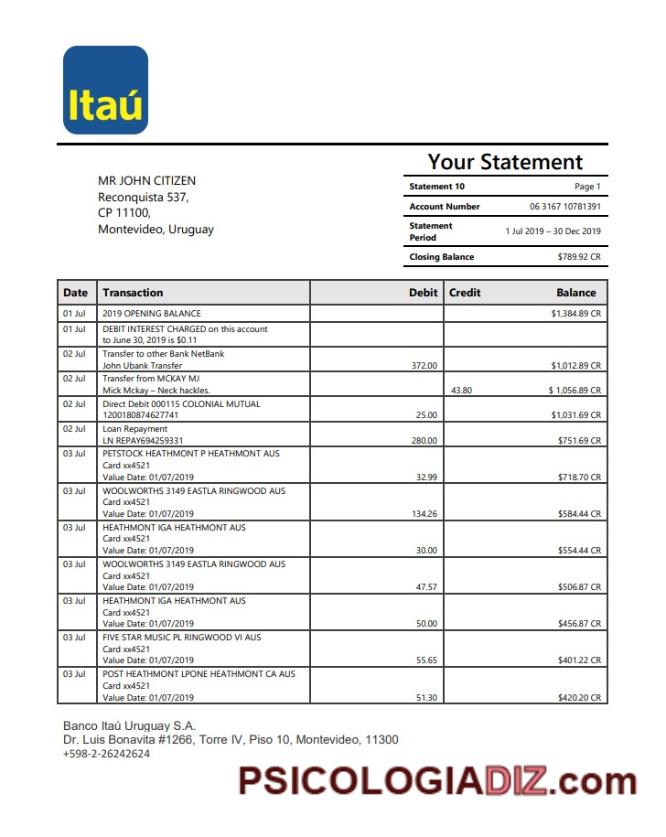 Itaú
Your Statement
MR JOHN CITIZEN
Reconquista 537,
CP 11100,
Montevideo, Uruguay
Statement 10 Page 1
Account Number 06 3167 10781391
Statement
Period 1 Jul 2019 – 30 Dec 2019
Closing Balance $789.92 CR
Date Transaction Debit Credit Balance
01 Jul 2019 OPENING BALANCE $1,384.89 CR
01 Jul DEBIT INTEREST CHARGED on this account
to June 30, 2019 is $0.11
02 Jul Transfer to other Bank NetBank
John Ubank Transfer 372.00 $1,012.89 CR
02 Jul Transfer from MCKAY MJ
Mick Mckay – Neck hackles. 43.80 $ 1,056.89 CR
02 Jul Direct Debit 000115 COLONIAL MUTUAL
1200180874627741 25.00 $1,031.69 CR
02 Jul Loan Repayment
LN REPAY694259331 280.00 $751.69 CR
03 Jul PETSTOCK HEATHMONT P HEATHMONT AUS
Card xx4521
Value Date: 01/07/2019 32.99 $718.70 CR
03 Jul WOOLWORTHS 3149 EASTLA RINGWOOD AUS
Card xx4521
Value Date: 01/07/2019 134.26 $584.44 CR
03 Jul HEATHMONT IGA HEATHMONT AUS
Card xx4521
Value Date: 01/07/2019 30.00 $554.44 CR
03 Jul WOOLWORTHS 3149 EASTLA RINGWOOD AUS
Card xx4521
Value Date: 01/07/2019 47.57 $506.87 CR
03 Jul HEATHMONT IGA HEATHMONT AUS
Card xx4521
Value Date: 01/07/2019 50.00 $456.87 CR
03 Jul FIVE STAR MUSIC PL RINGWOOD VI AUS
Card xx4521
Value Date: 01/07/2019 55.65 $401.22 CR
03 Jul POST HEATHMONT LPONE HEATHMONT CA AUS
Card xx4521
Value Date: 01/07/2019 51.30 $420.20 CR
Banco Itaú Uruguay S.A.
Dr. Luis Bonavita #1266, Torre IV, Piso 10, Montevideo, 11300
+598-2-26242624
PSICOLOGIADIZ.com